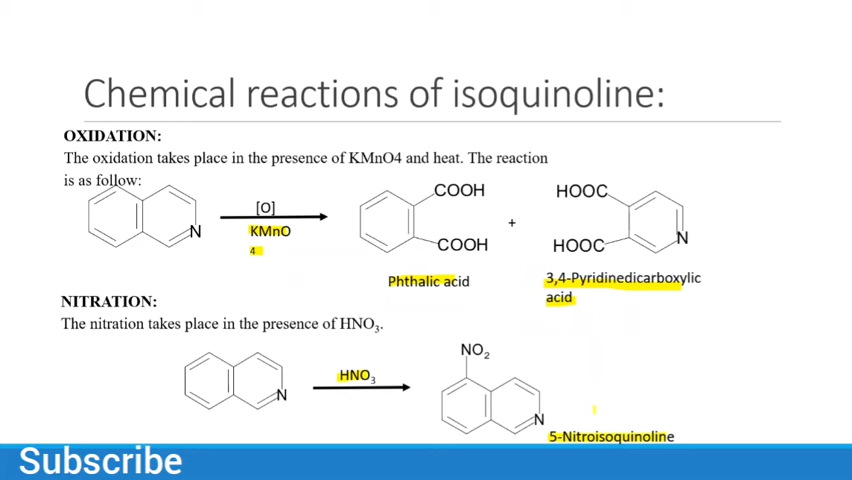 Chemical reactions of isoquinoline:
OXIDATION:
The oxidation takes place in the presence of KMnO4 and heat. The reaction
is as follow:
N
[O]
KMnO
4
COOH
COOH
Phthalic acid
+
HOOC
HOOC
N
3,4-Pyridinedicarboxylic
acid
NITRATION:
The nitration takes place in the presence of HNO₃.
N
HNO₃
NO₂
N
5-Nitroisoquinoline
Subscribe